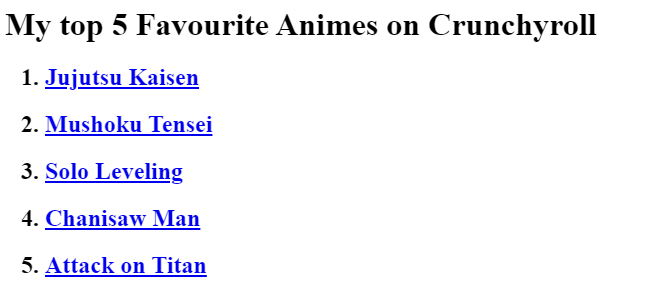 My top 5 Favourite Animes on Crunchyroll
1. Jujutsu Kaisen
2. Mushoku Tensei
3. Solo Leveling
4. Chanisaw Man
5. Attack on Titan